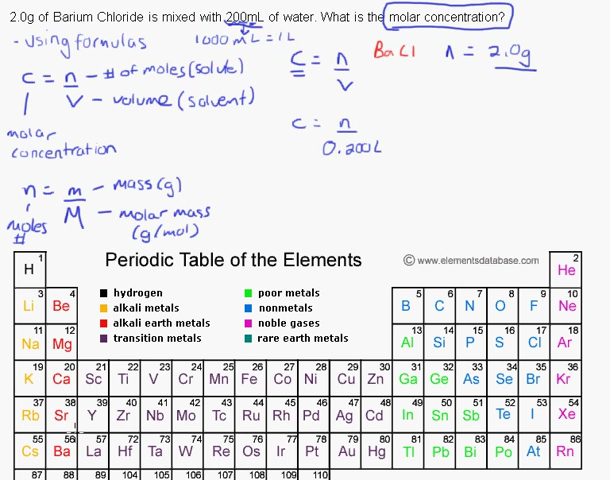 2.0g of Barium Chloride is mixed with 200mL of water. What is the molar concentration?
- Using formulas
1000mL = 1L
c = n - # of moles (solute)
V - volume (solvent)
molar
concentration
n = m - mass (g)
M - molar mass
(g/mol)
moles
#
c = n
V
c = n
0.200L
BaCl
n = 2.0g
Periodic Table of the Elements
© www.elementsdatabase.com
hydrogen
alkali metals
alkali earth metals
transition metals
poor metals
nonmetals
noble gases
rare earth metals
1 2
H He
3 4 5 6 7 8 9 10
Li Be B C N O F Ne
11 12 13 14 15 16 17 18
Na Mg Al Si P S Cl Ar
19 20 21 22 23 24 25 26 27 28 29 30 31 32 33 34 35 36
K Ca Sc Ti V Cr Mn Fe Co Ni Cu Zn Ga Ge As Se Br Kr
37 38 39 40 41 42 43 44 45 46 47 48 49 50 51 52 53 54
Rb Sr Y Zr Nb Mo Tc Ru Rh Pd Ag Cd In Sn Sb Te I Xe
55 56 57 72 73 74 75 76 77 78 79 80 81 82 83 84 85 86
Cs Ba La Hf Ta W Re Os Ir Pt Au Hg Tl Pb Bi Po At Rn
87 88 89 104 105 106 107 108 109 110